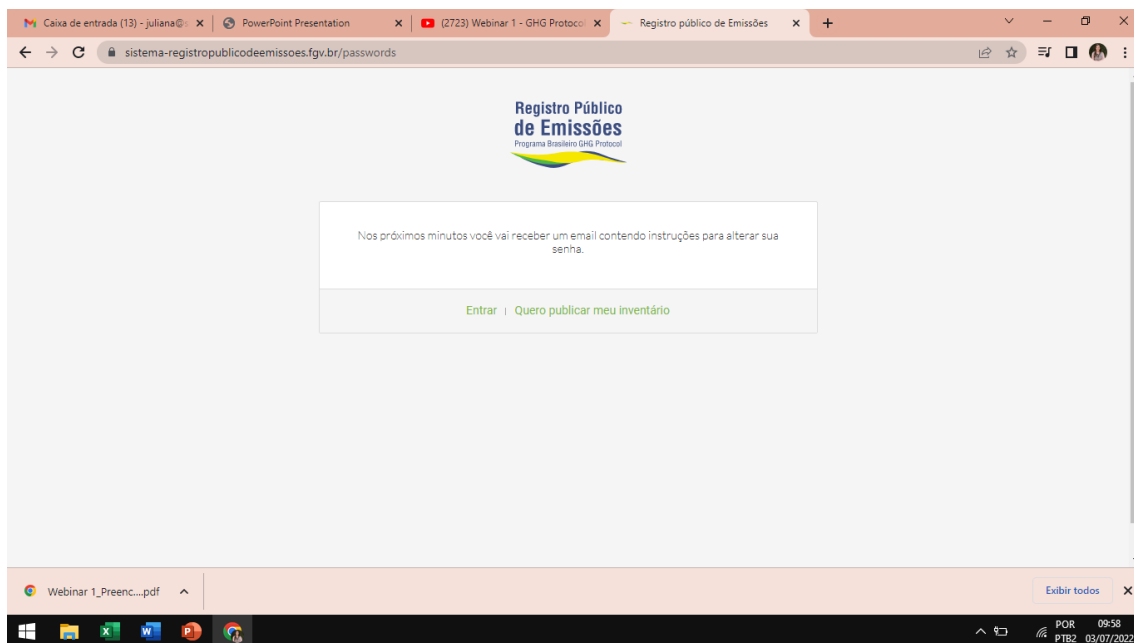 Caixa de entrada (13) - juliana@s
PowerPoint Presentation
(2723) Webinar 1 - GHG Protocol
Registro público de Emissões
sistema-registropublicodeemissoes.fgv.br/passwords
Registro Público
de Emissões
Programa Brasileiro GHG Protocol
Nos próximos minutos você vai receber um email contendo instruções para alterar sua
senha.
Entrar | Quero publicar meu inventário
Webinar 1_Preenc....pdf
Exibir todos
POR 09:58
PTB2 03/07/2022